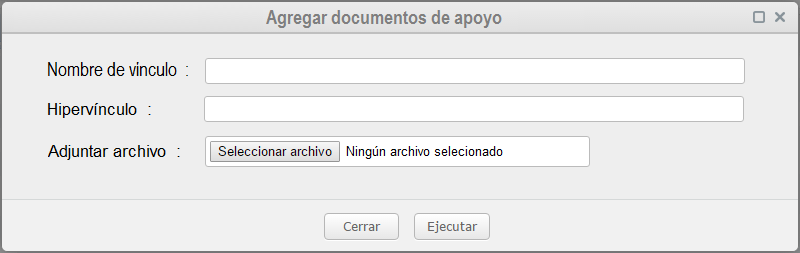 Agregar documentos de apoyo
Nombre de vinculo :
Hipervínculo :
Adjuntar archivo : Seleccionar archivo Ningún archivo selecionado
Cerrar Ejecutar